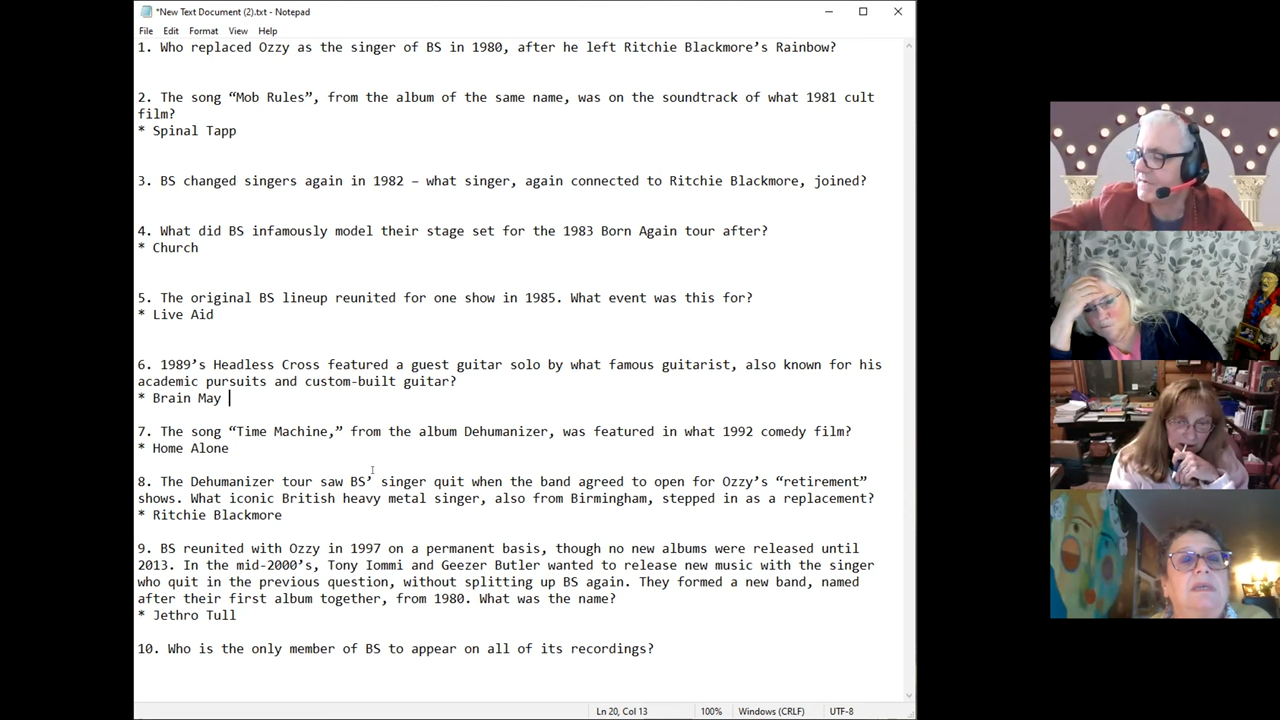 *New Text Document (2).txt - Notepad
File Edit Format View Help
1. Who replaced Ozzy as the singer of BS in 1980, after he left Ritchie Blackmore’s Rainbow?
2. The song “Mob Rules”, from the album of the same name, was on the soundtrack of what 1981 cult
film?
* Spinal Tapp
3. BS changed singers again in 1982 – what singer, again connected to Ritchie Blackmore, joined?
4. What did BS infamously model their stage set for the 1983 Born Again tour after?
* Church
5. The original BS lineup reunited for one show in 1985. What event was this for?
* Live Aid
6. 1989’s Headless Cross featured a guest guitar solo by what famous guitarist, also known for his
academic pursuits and custom-built guitar?
* Brain May
7. The song “Time Machine,” from the album Dehumanizer, was featured in what 1992 comedy film?
* Home Alone
8. The Dehumanizer tour saw BS’ singer quit when the band agreed to open for Ozzy’s “retirement”
shows. What iconic British heavy metal singer, also from Birmingham, stepped in as a replacement?
* Ritchie Blackmore
9. BS reunited with Ozzy in 1997 on a permanent basis, though no new albums were released until
2013. In the mid-2000’s, Tony Iommi and Geezer Butler wanted to release new music with the singer
who quit in the previous question, without splitting up BS again. They formed a new band, named
after their first album together, from 1980. What was the name?
* Jethro Tull
10. Who is the only member of BS to appear on all of its recordings?
Ln 20, Col 13 100% Windows (CRLF) UTF-8